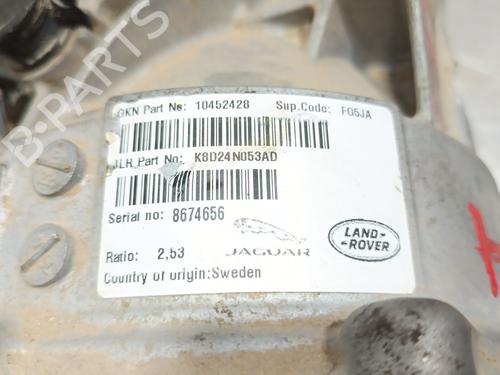 GKN Part No: 10452428 Sup.Code: FG5JA
JLR Part No: K8D24N053AD
Serial no: 8674656
Ratio: 2,53
JAGUAR
LAND-
-ROVER
Country of origin:Sweden
B-PARTS